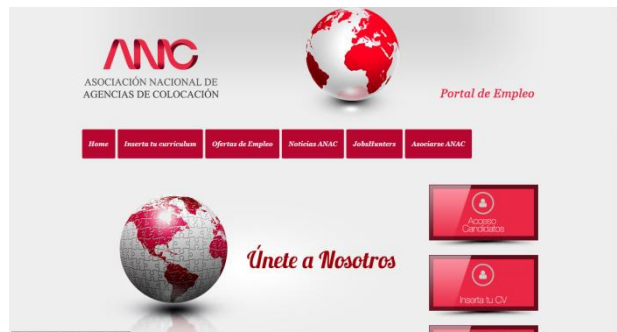 ANAC
ASOCIACIÓN NACIONAL DE
AGENCIAS DE COLOCACIÓN
Portal de Empleo
Home
Inserta tu curriculum
Ofertas de Empleo
Noticias ANAC
JobsHunters
Asociarse ANAC
Únete a Nosotros
Acceso
Candidatos
Inserta tu CV